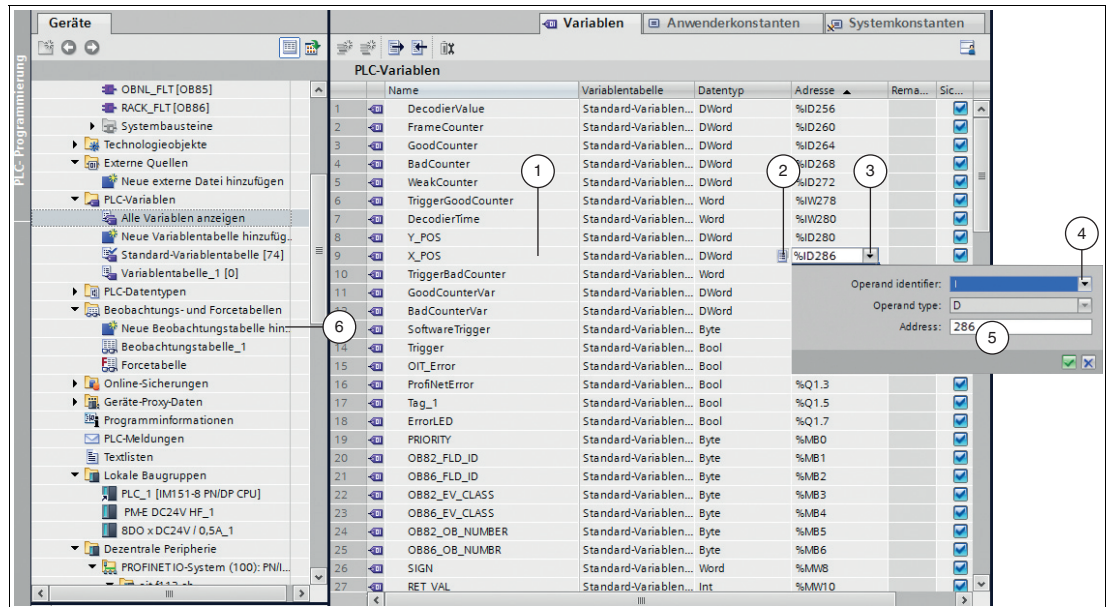 PLC-Programmierung
Geräte
OBNL_FLT [OB85]
RACK_FLT [OB86]
Systembausteine
Technologieobjekte
Externe Quellen
Neue externe Datei hinzufügen
PLC-Variablen
Alle Variablen anzeigen
Neue Variablentabelle hinzufüg..
Standard-Variablentabelle [74]
Variablentabelle_1 [0]
PLC-Datentypen
Beobachtungs- und Forcetabellen
Neue Beobachtungstabelle hin..
Beobachtungstabelle_1
Forcetabelle
Online-Sicherungen
Geräte-Proxy-Daten
Programminformationen
PLC-Meldungen
Textlisten
Lokale Baugruppen
PLC_1 [IM151-8 PN/DP CPU]
PM-E DC24V HF_1
8DO x DC24V / 0,5A_1
Dezentrale Peripherie
PROFINET IO-System (100): PN/I...
Variablen Anwenderkonstanten Systemkonstanten
PLC-Variablen
Name Variablentabelle Datentyp Adresse Rema... Sic...
1 DecodierValue Standard-Variablen... DWord %ID256
2 FrameCounter Standard-Variablen... DWord %ID260
3 GoodCounter Standard-Variablen... DWord %ID264
4 BadCounter Standard-Variablen... DWord %ID268
5 WeakCounter Standard-Variablen... DWord %ID272
6 TriggerGoodCounter Standard-Variablen... Word %IW278
7 DecodierTime Standard-Variablen... Word %IW280
8 Y_POS Standard-Variablen... DWord %ID280
9 X_POS Standard-Variablen... DWord %ID286
10 TriggerBadCounter Standard-Variablen... Word
11 GoodCounterVar Standard-Variablen... DWord
BadCounterVar Standard-Variablen... DWord
SoftwareTrigger Standard-Variablen... Byte
14 Trigger Standard-Variablen... Bool
15 OIT_Error Standard-Variablen... Bool
16 ProfiNetError Standard-Variablen... Bool %Q1.3
17 Tag_1 Standard-Variablen... Bool %Q1.5
18 ErrorLED Standard-Variablen... Bool %Q1.7
19 PRIORITY Standard-Variablen... Byte %MB0
20 OB82_FLD_ID Standard-Variablen... Byte %MB1
21 OB86_FLD_ID Standard-Variablen... Byte %MB2
22 OB82_EV_CLASS Standard-Variablen... Byte %MB3
23 OB86_EV_CLASS Standard-Variablen... Byte %MB4
24 OB82_OB_NUMBER Standard-Variablen... Byte %MB5
25 OB86_OB_NUMBR Standard-Variablen... Byte %MB6
26 SIGN Standard-Variablen... Word %MW8
27 RET VAL Standard-Variablen... Int %MW10
Operand identifier: I
Operand type: D
Address: 286
1
2
3
4
5
6